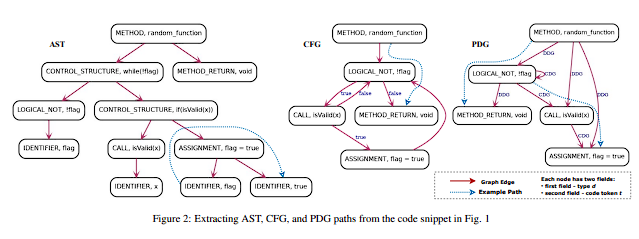 AST
METHOD, random_function
CONTROL_STRUCTURE, while(!flag)
METHOD_RETURN, void
LOGICAL_NOT, !flag
CONTROL_STRUCTURE, if(isValid(x))
IDENTIFIER, flag
CALL, isValid(x)
ASSIGNMENT, flag = true
IDENTIFIER, x
IDENTIFIER, flag
IDENTIFIER, true
CFG
METHOD, random_function
LOGICAL_NOT, !flag
true
false
false
CALL, isValid(x)
METHOD_RETURN, void
true
ASSIGNMENT, flag = true
PDG
METHOD, random_function
DDG
LOGICAL_NOT, !flag
CDG
DDG
DDG
DDG
CDG
METHOD_RETURN, void
CALL, isValid(x)
CDG
ASSIGNMENT, flag = true
Graph Edge
Example Path
Each node has two fields:
• first field - type d
• second field - code token t
Figure 2: Extracting AST, CFG, and PDG paths from the code snippet in Fig. 1